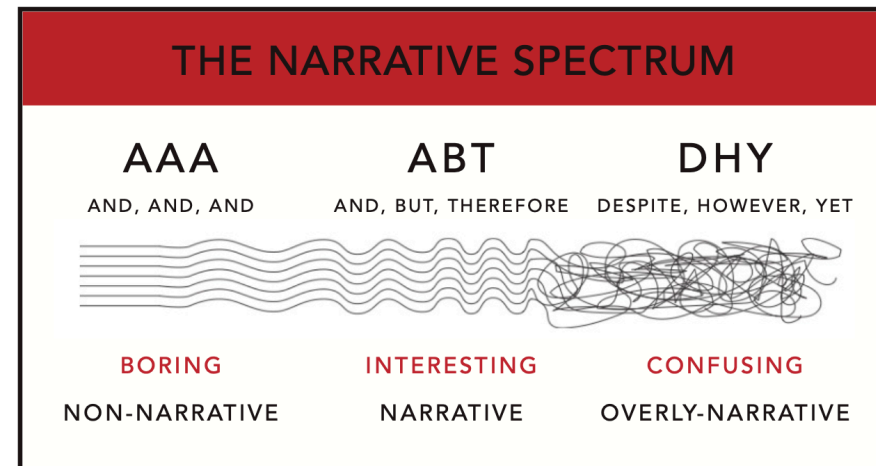 THE NARRATIVE SPECTRUM
AAA
ABT
DHY
AND, AND, AND
AND, BUT, THEREFORE
DESPITE, HOWEVER, YET
BORING
INTERESTING
CONFUSING
NON-NARRATIVE
NARRATIVE
OVERLY-NARRATIVE